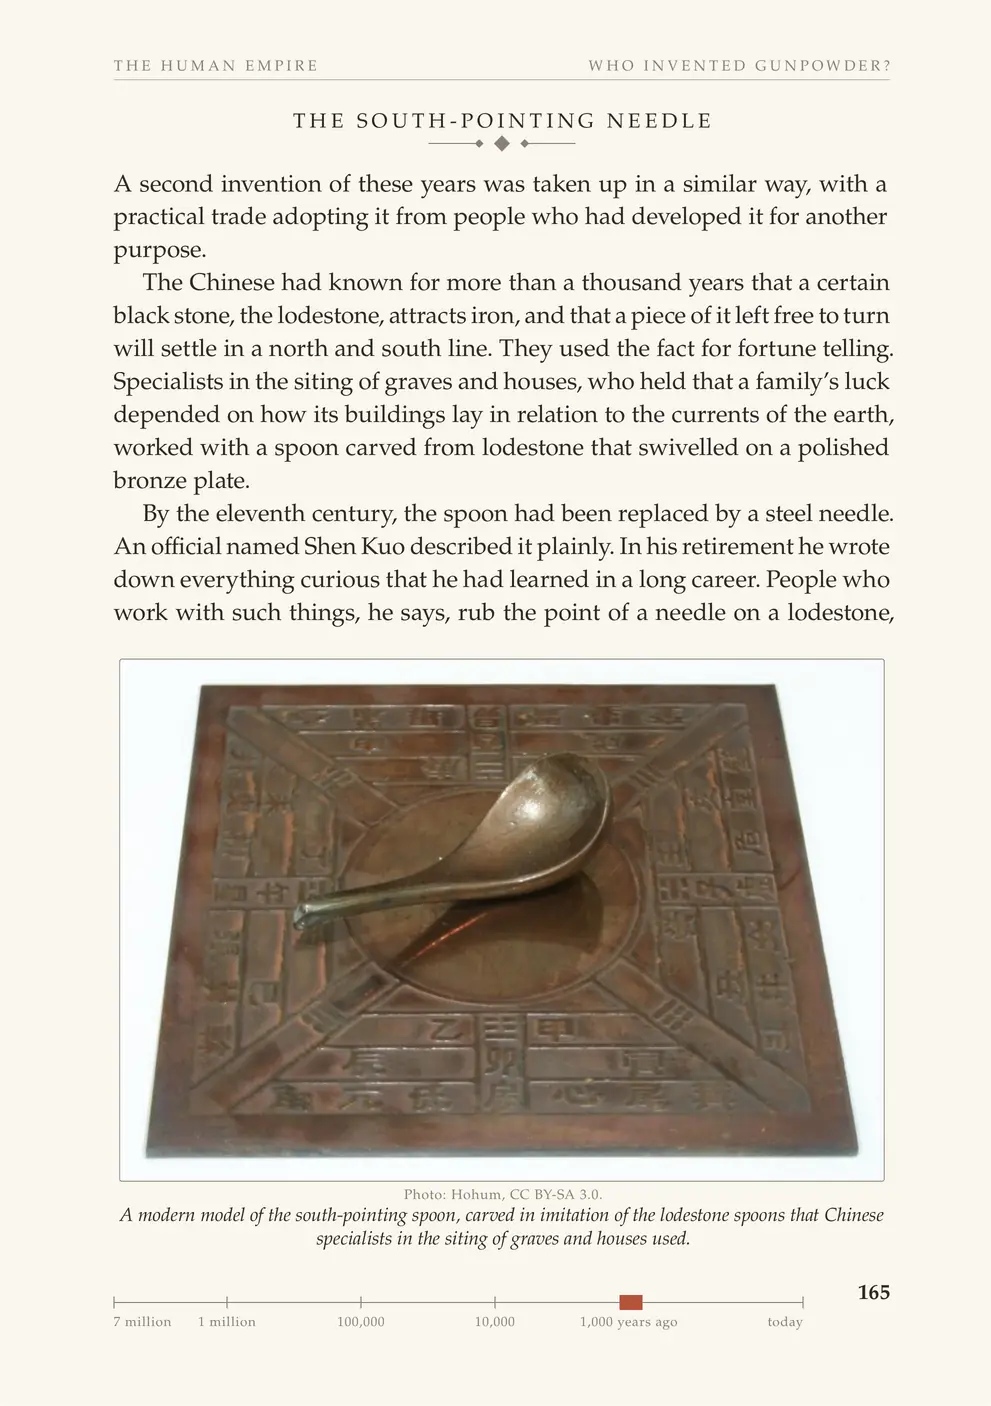 THE HUMAN EMPIRE
WHO INVENTED GUNPOWDER?
THE SOUTH-POINTING NEEDLE
A second invention of these years was taken up in a similar way, with a
practical trade adopting it from people who had developed it for another
purpose.
The Chinese had known for more than a thousand years that a certain
black stone, the lodestone, attracts iron, and that a piece of it left free to turn
will settle in a north and south line. They used the fact for fortune telling.
Specialists in the siting of graves and houses, who held that a family’s luck
depended on how its buildings lay in relation to the currents of the earth,
worked with a spoon carved from lodestone that swivelled on a polished
bronze plate.
By the eleventh century, the spoon had been replaced by a steel needle.
An official named Shen Kuo described it plainly. In his retirement he wrote
down everything curious that he had learned in a long career. People who
work with such things, he says, rub the point of a needle on a lodestone,
乙
甲
卯
辰
寅
心
尾
Photo: Hohum, CC BY-SA 3.0.
A modern model of the south-pointing spoon, carved in imitation of the lodestone spoons that Chinese
specialists in the siting of graves and houses used.
165
7 million 1 million 100,000 10,000 1,000 years ago today